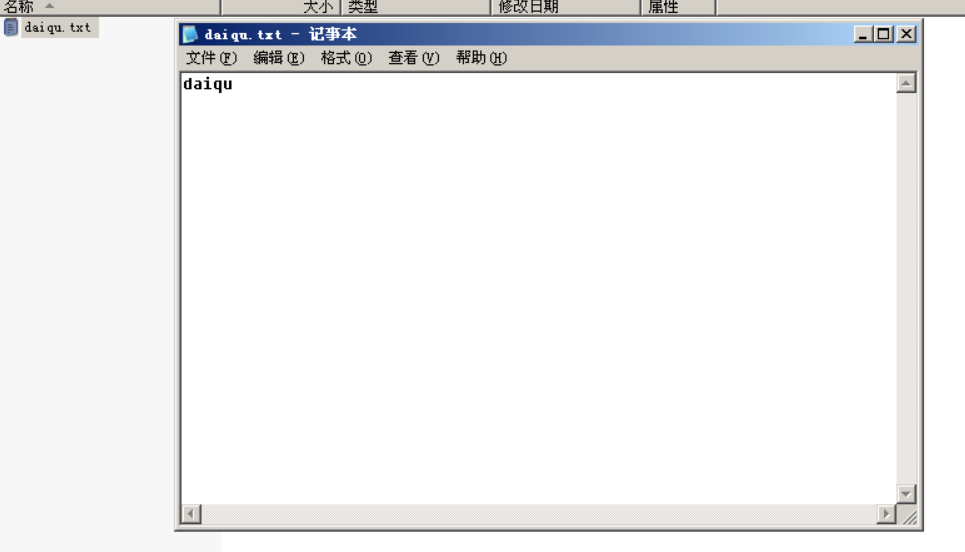 名称 大小 类型 修改日期 属性
daiqu.txt
daiqu.txt - 记事本
文件(F) 编辑(E) 格式(O) 查看(V) 帮助(H)
daiqu